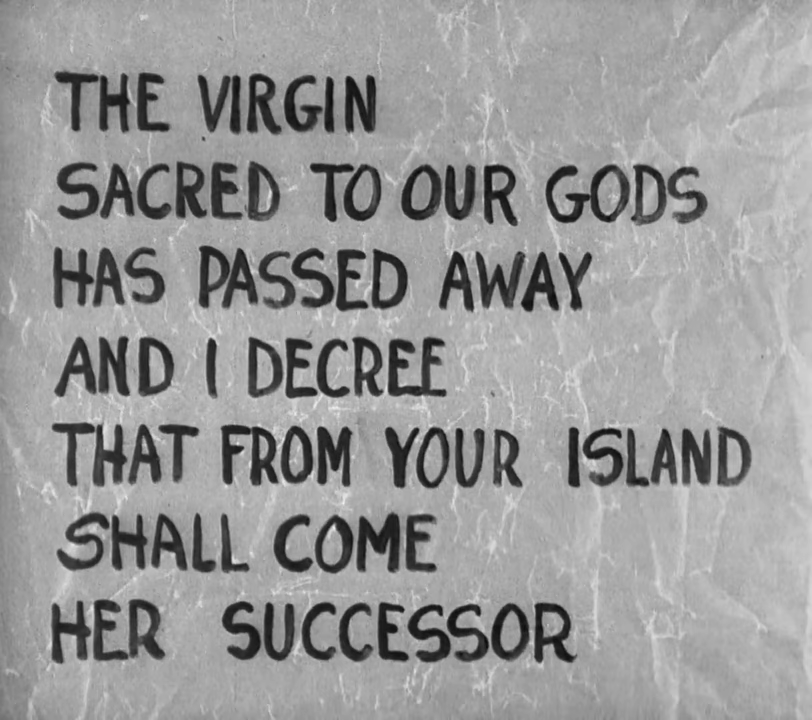 THE VIRGIN
SACRED TO OUR GODS
HAS PASSED AWAY
AND I DECREE
THAT FROM YOUR ISLAND
SHALL COME
HER SUCCESSOR